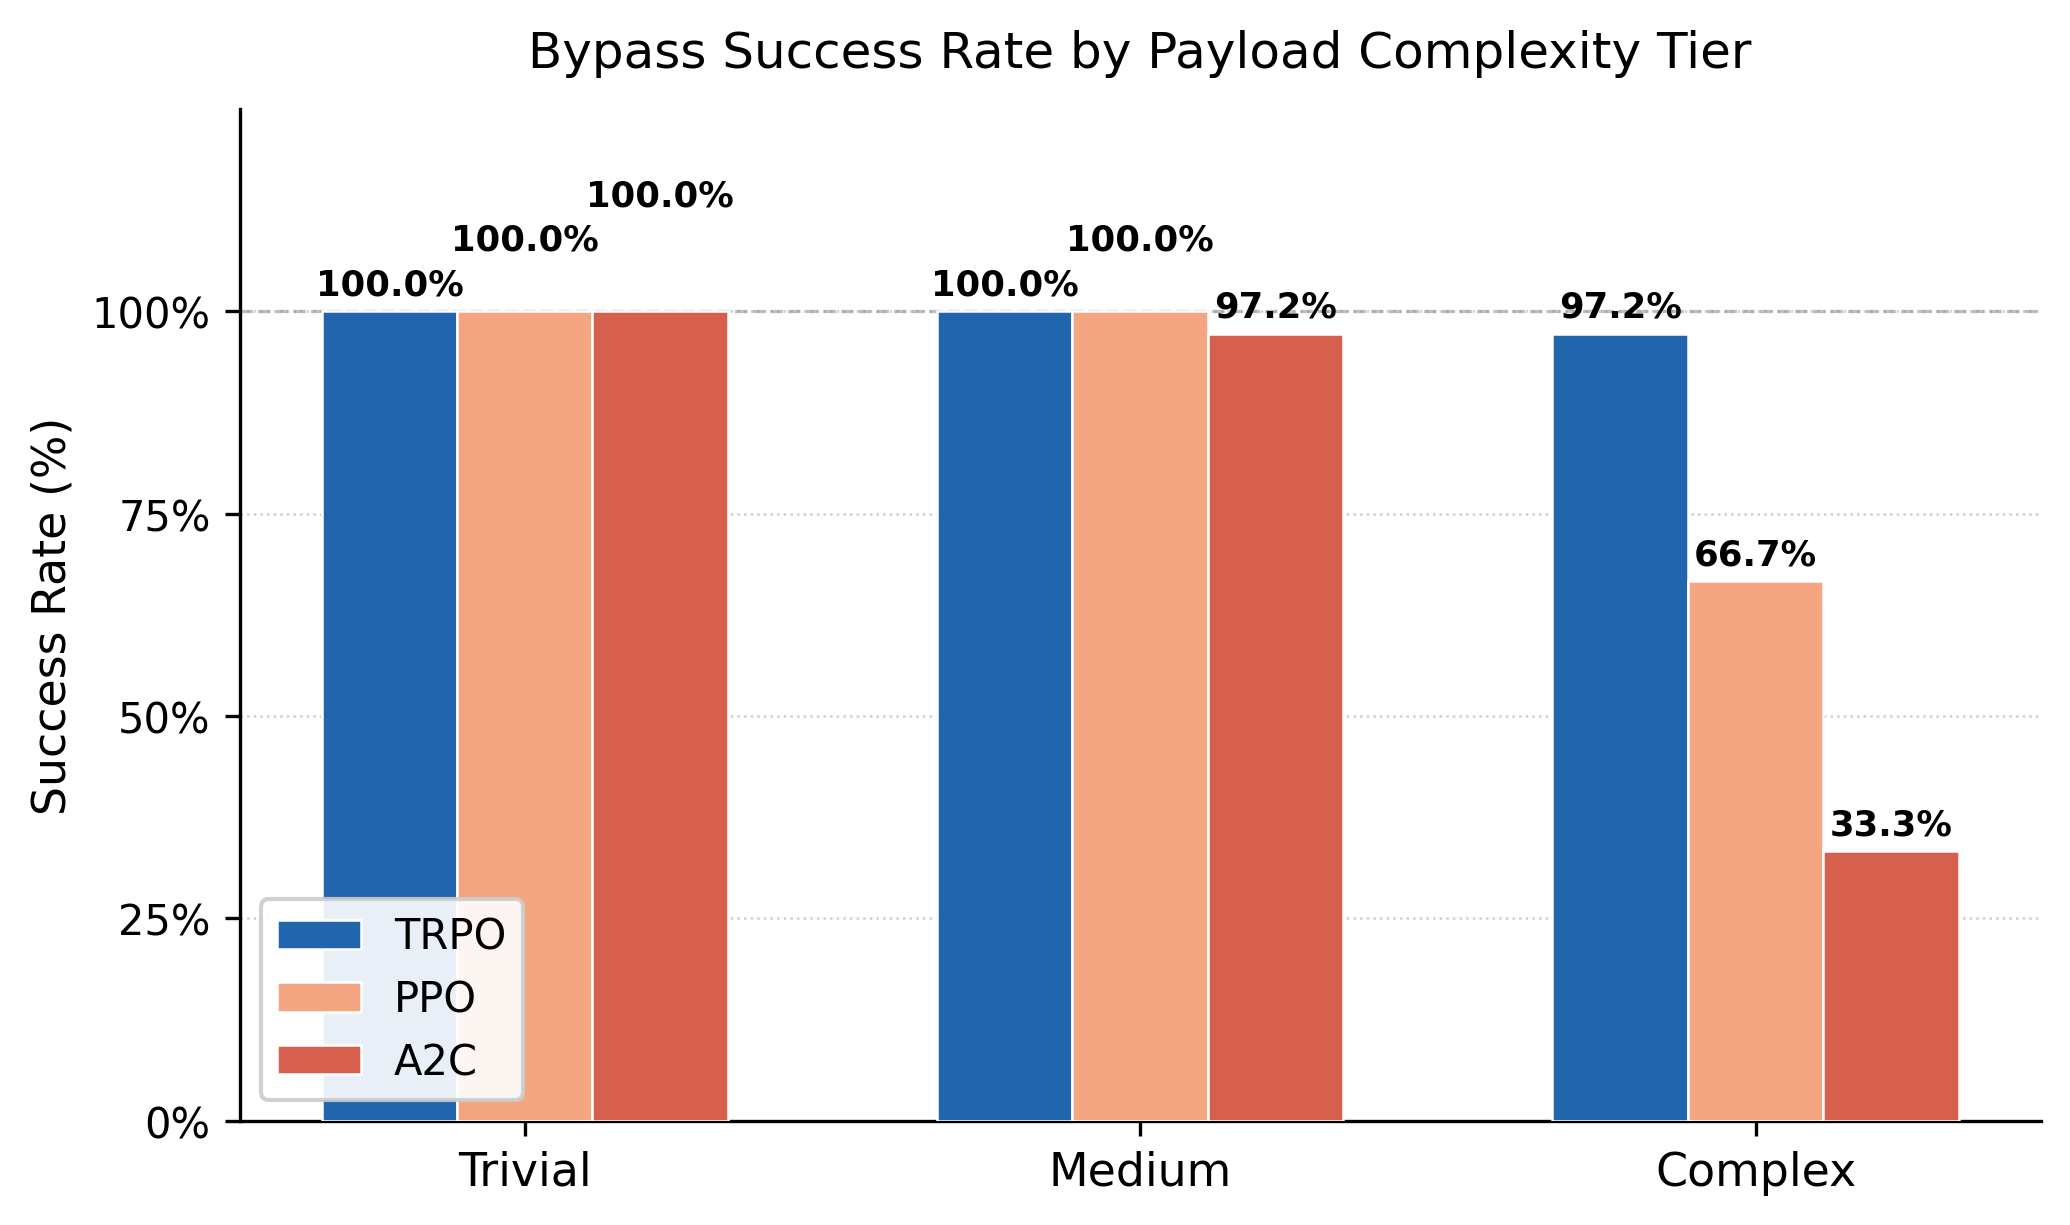 Bypass Success Rate by Payload Complexity Tier
Success Rate (%)
100%
75%
50%
25%
0%
100.0%
100.0%
100.0%
100.0%
100.0%
97.2%
97.2%
66.7%
33.3%
TRPO
PPO
A2C
Trivial
Medium
Complex